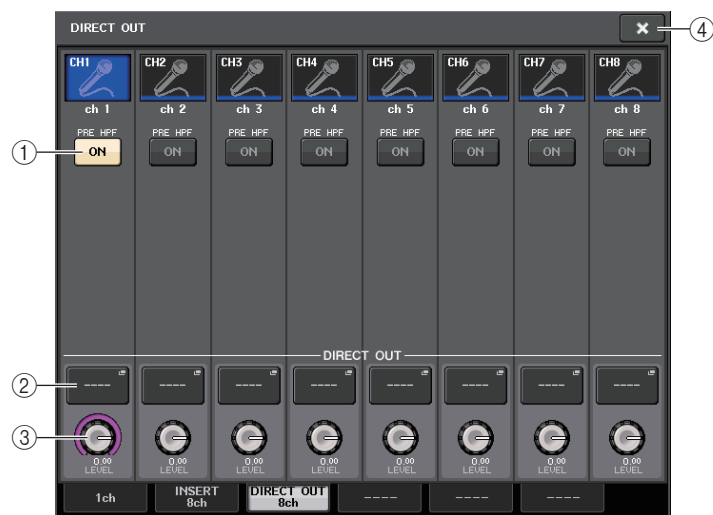 DIRECT OUT
④
CH1 CH2 CH3 CH4 CH5 CH6 CH7 CH8
ch 1 ch 2 ch 3 ch 4 ch 5 ch 6 ch 7 ch 8
PRE HPF PRE HPF PRE HPF PRE HPF PRE HPF PRE HPF PRE HPF PRE HPF
① ON ON ON ON ON ON ON ON
DIRECT OUT
② ---- ---- ---- ---- ---- ---- ---- ----
③
0.00 0.00 0.00 0.00 0.00 0.00 0.00 0.00
LEVEL LEVEL LEVEL LEVEL LEVEL LEVEL LEVEL LEVEL
1ch INSERT 8ch DIRECT OUT 8ch ---- ---- ----